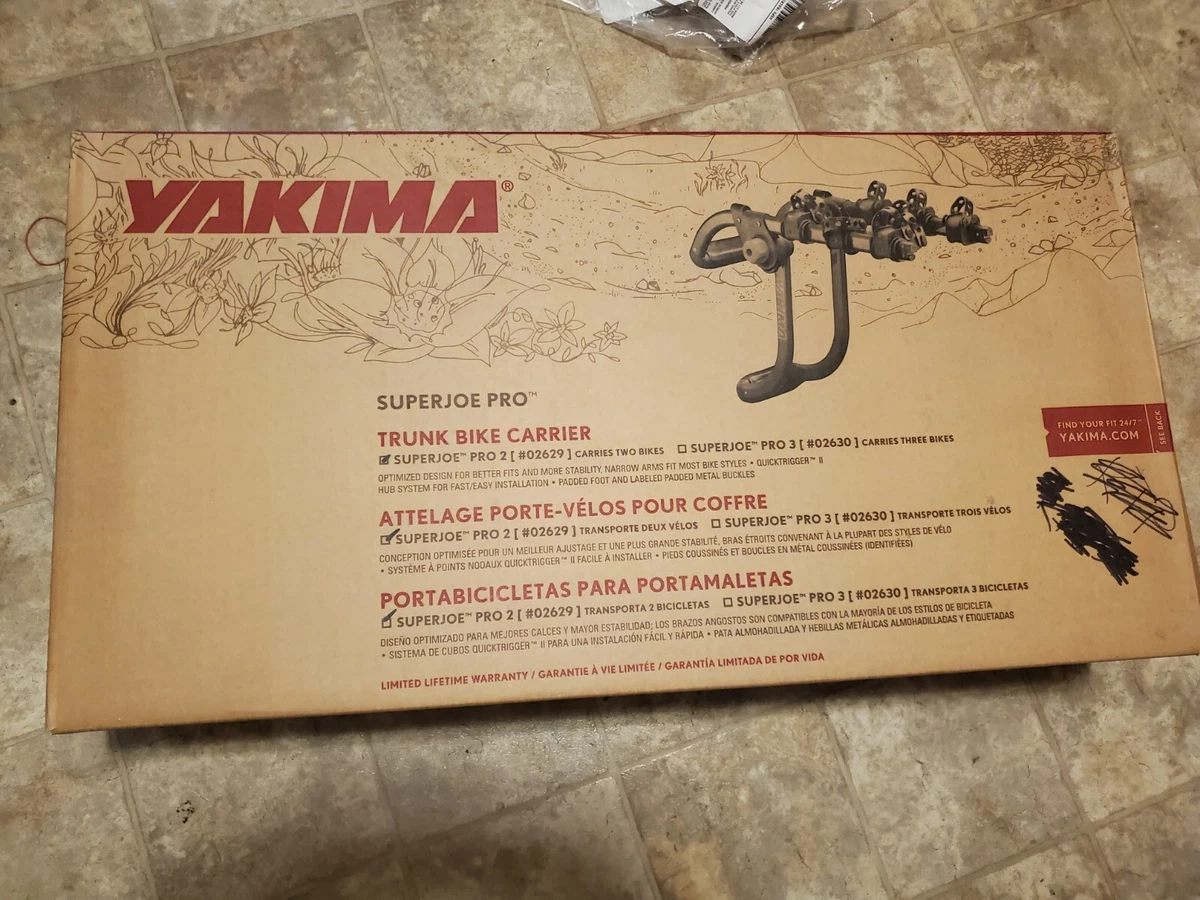 YAKIMA®
SUPERJOE PRO™
TRUNK BIKE CARRIER
SUPERJOE™ PRO 2 [ #02629 ] CARRIES TWO BIKES SUPERJOE™ PRO 3 [ #02630 ] CARRIES THREE BIKES
OPTIMIZED DESIGN FOR BETTER FITS AND MORE STABILITY, NARROW ARMS FIT MOST BIKE STYLES • QUICKTRIGGER™ II
HUB SYSTEM FOR FAST/EASY INSTALLATION • PADDED FOOT AND LABELED PADDED METAL BUCKLES
FIND YOUR FIT 24/7™
YAKIMA.COM
SEE BACK
ATTELAGE PORTE-VÉLOS POUR COFFRE
SUPERJOE™ PRO 2 [ #02629 ] TRANSPORTE DEUX VÉLOS SUPERJOE™ PRO 3 [ #02630 ] TRANSPORTE TROIS VÉLOS
CONCEPTION OPTIMISÉE POUR UN MEILLEUR AJUSTAGE ET UNE PLUS GRANDE STABILITÉ, BRAS ÉTROITS CONVENANT À LA PLUPART DES STYLES DE VÉLO
• SYSTÈME À POINTS NODAUX QUICKTRIGGER™ II FACILE À INSTALLER • PIEDS COUSSINÉS ET BOUCLES EN MÉTAL COUSSINÉES (IDENTIFIÉES)
PORTABICICLETAS PARA PORTAMALETAS
SUPERJOE™ PRO 2 [ #02629 ] TRANSPORTA 2 BICICLETAS SUPERJOE™ PRO 3 [ #02630 ] TRANSPORTA 3 BICICLETAS
DISEÑO OPTIMIZADO PARA MEJORES CALCES Y MAYOR ESTABILIDAD; LOS BRAZOS ANGOSTOS SON COMPATIBLES CON LA MAYORÍA DE LOS ESTILOS DE BICICLETA
• SISTEMA DE CUBOS QUICKTRIGGER™ II PARA UNA INSTALACIÓN FÁCIL Y RÁPIDA • PATA ALMOHADILLADA Y HEBILLAS METÁLICAS ALMOHADILLADAS Y ETIQUETADAS
LIMITED LIFETIME WARRANTY / GARANTIE À VIE LIMITÉE / GARANTÍA LIMITADA DE POR VIDA